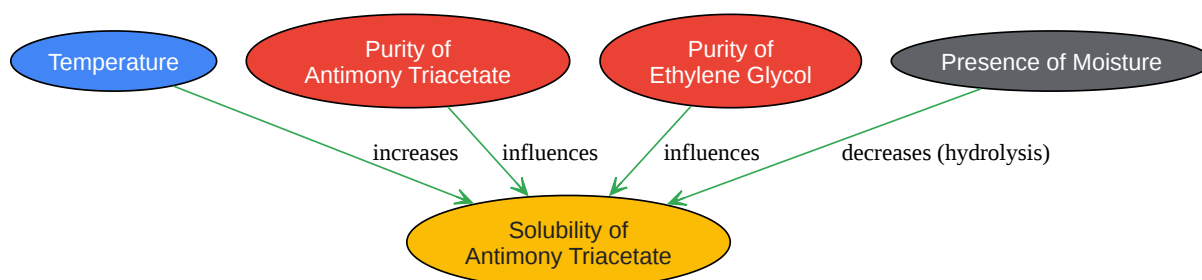 Temperature
Purity of
Antimony Triacetate
Purity of
Ethylene Glycol
Presence of Moisture
increases
influences
influences
decreases (hydrolysis)
Solubility of
Antimony Triacetate